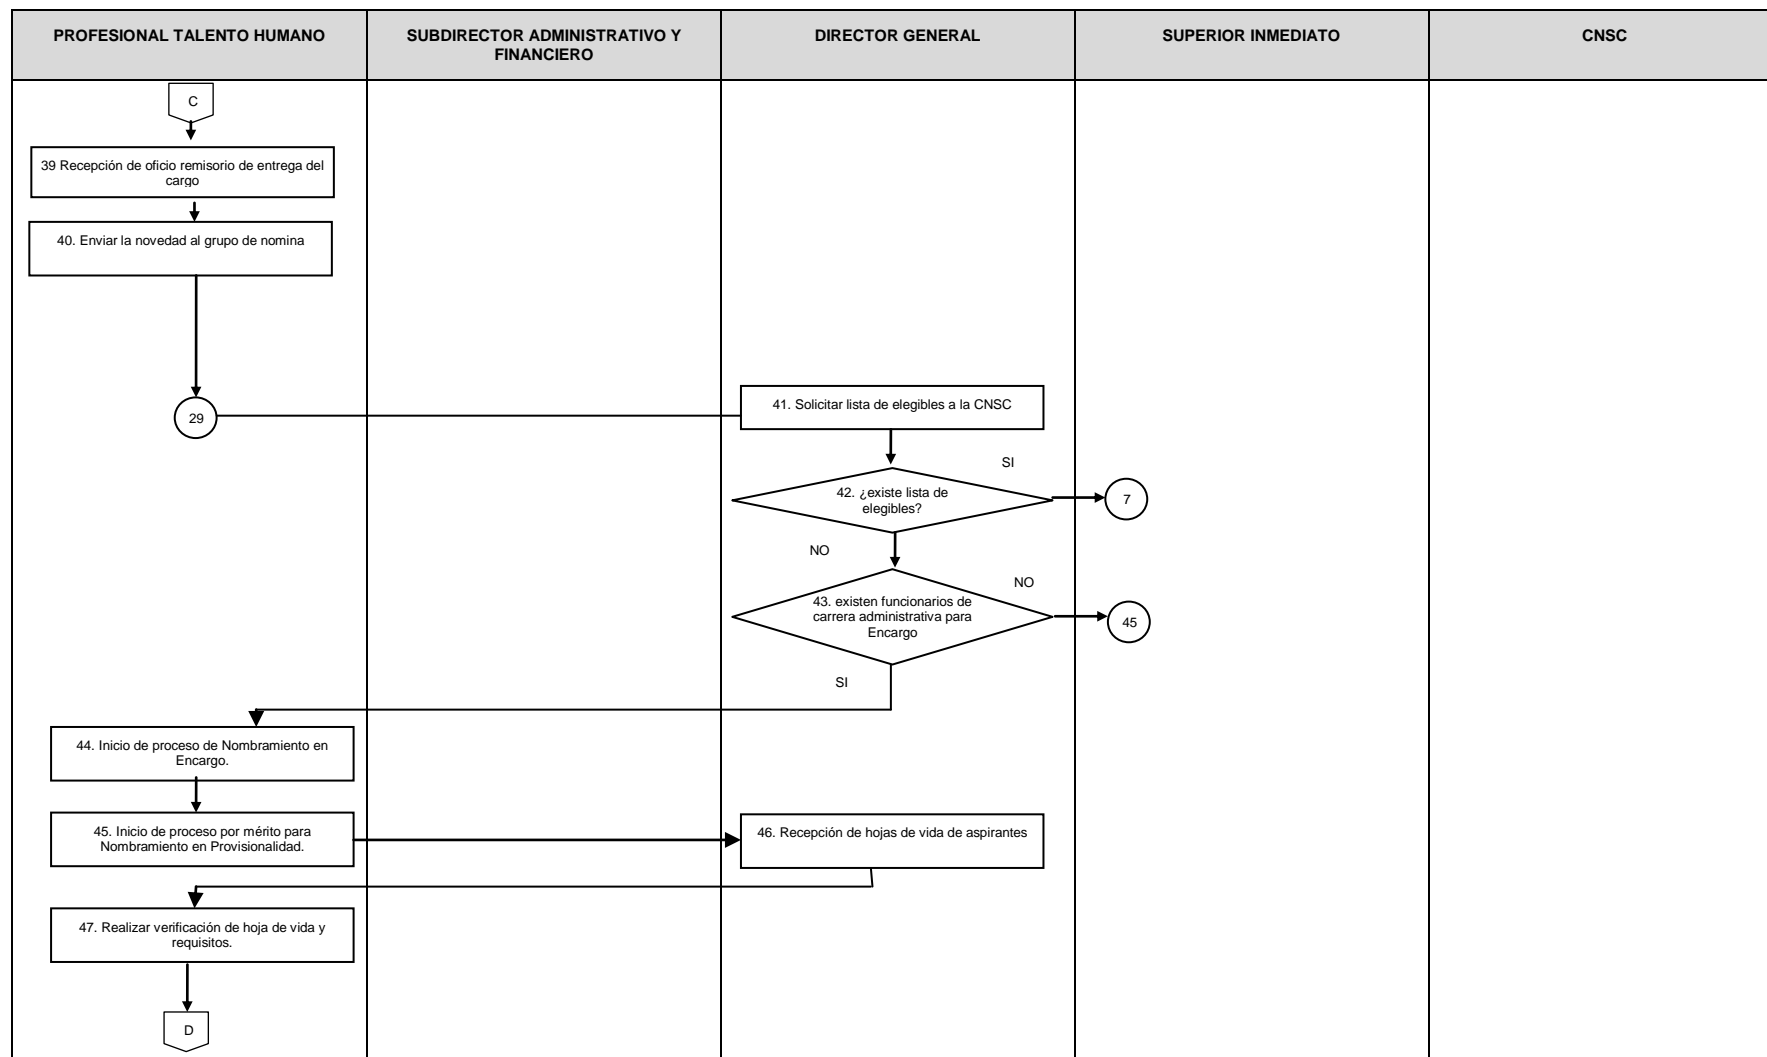 PROFESIONAL TALENTO HUMANO
SUBDIRECTOR ADMINISTRATIVO Y
FINANCIERO
DIRECTOR GENERAL
SUPERIOR INMEDIATO
CNSC
C
39 Recepción de oficio remisorio de entrega del
cargo
40. Enviar la novedad al grupo de nomina
29
41. Solicitar lista de elegibles a la CNSC
SI
42. ¿existe lista de
elegibles?
7
NO
NO
43. existen funcionarios de
carrera administrativa para
Encargo
45
SI
44. Inicio de proceso de Nombramiento en
Encargo.
45. Inicio de proceso por mérito para
Nombramiento en Provisionalidad.
46. Recepción de hojas de vida de aspirantes
47. Realizar verificación de hoja de vida y
requisitos.
D